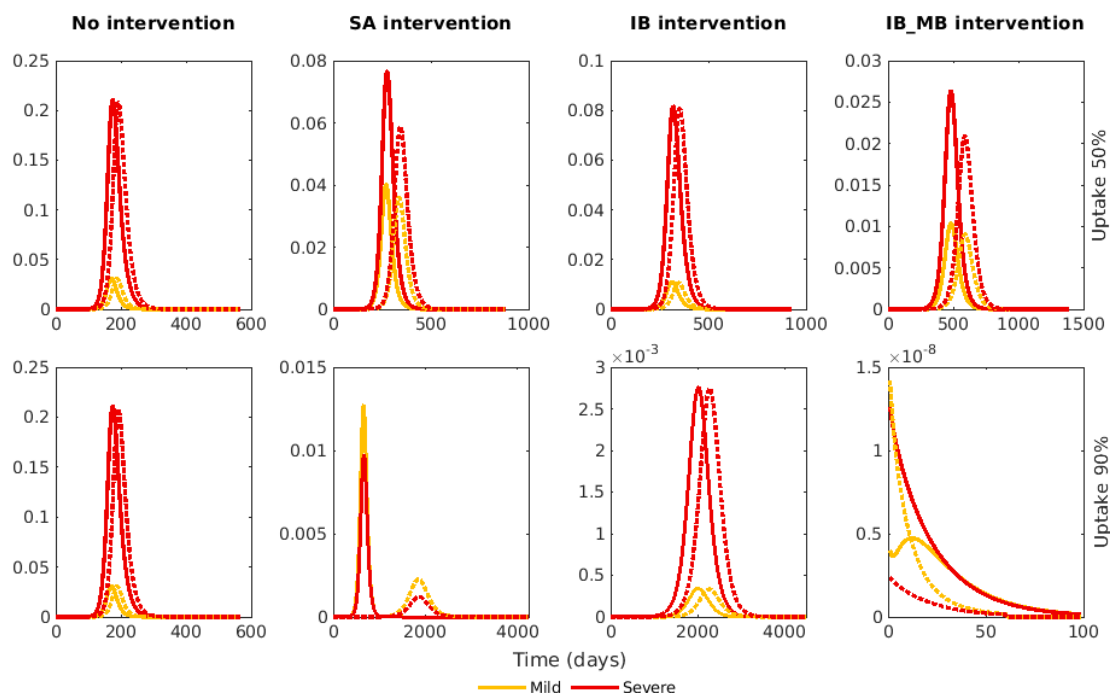 No intervention SA intervention IB intervention IB_MB intervention
0.25 0.08 0.1 0.03
0.2 0.06 0.08 0.025
0.15 0.04 0.06 0.02
0.1 0.02 0.04 0.015
0.05 0 0.02 0.01
0 0 0.005
0
0 200 400 600 0 500 1000 0 500 1000 0 500 1000 1500
Uptake 50%
0.25 0.015 3 ×10-3 1.5 ×10-8
0.2 0.01 2.5 1
0.15 0.005 2 0.5
0.1 0 1.5 0
0.05 1
0 0.5
0
0 200 400 600 0 2000 4000 0 2000 4000 0 50 100
Uptake 90%
Time (days)
Mild Severe